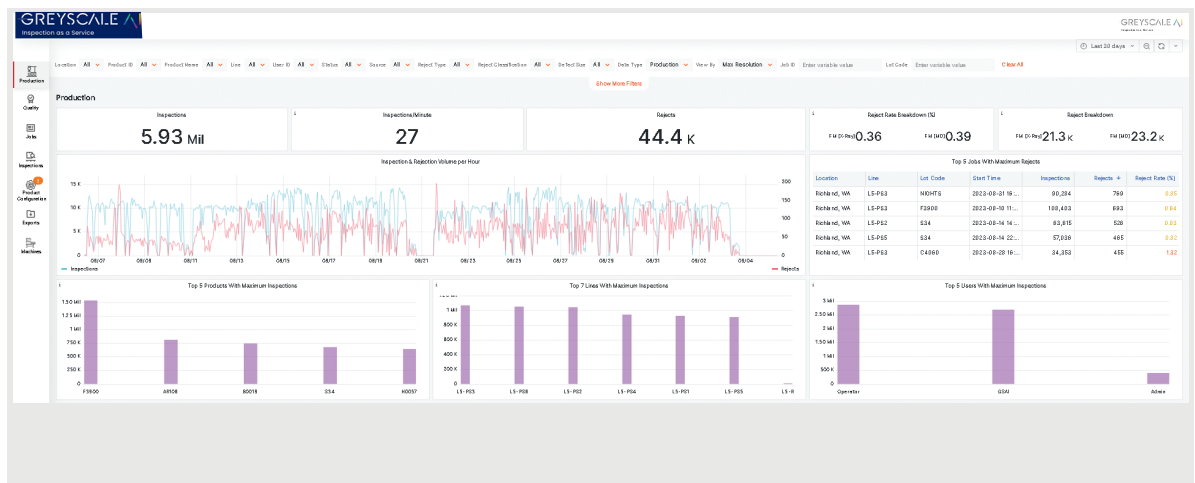 GREYSCALE AI
Inspection as a Service
GREYSCALE AI
Last 30 days
Location All Product ID All Product Name All Line All User ID All Status All Source All Reject Type All Reject Classification All Defect Size All Date Type Production View By Max Resolution Job ID Enter variable value Lot Code Enter variable value Clear All
Show More Filters
Production
Quality
Jobs
Inspections
Product
Configuration
Exports
Machines
Production
Inspections
5.93 Mil
Inspections/Minute
27
Rejects
44.4 K
Reject Rate Breakdown (%)
FM (X-Ray) 0.36 FM (MD) 0.39
Reject Breakdown
FM (X-Ray) 21.3 K FM (MD) 23.2 K
Inspection & Rejection Volume per Hour
15 K
10 K
5 K
0
200
150
100
50
0
08/07 08/09 08/11 08/13 08/15 08/17 08/19 08/21 08/23 08/25 08/27 08/29 08/31 09/02 09/04
Inspections Rejects
Top 5 Jobs With Maximum Rejects
Location Line Lot Code Start Time Inspections Rejects Reject Rate (%)
Richland, WA L5-PS3 NIGHTS 2023-08-31 16:... 90,284 769 0.85
Richland, WA L5-PS3 F3900 2023-08-10 11:... 108,403 693 0.64
Richland, WA L5-PS2 S34 2023-08-14 14:... 528
Richland, WA L5-PS5 S34 2023-08-14 22:... 57,036 465 0.82
Richland, WA L5-PS3 2023-08-28 16:... 34,353 455 1.32
Top 5 Products With Maximum Inspections
1.50 Mil
1.25 Mil
1 Mil
750 K
500 K
250 K
0
F3900 AR108 S34
Top 7 Lines With Maximum Inspections
1 Mil
800 K
600 K
400 K
200 K
0
L5-PS3 L5-PS8 L5-PS2 L5-PS4 L5-PS1 L5-PS5 L5-R
Top 5 Users With Maximum Inspections
3 Mil
2.50 Mil
2 Mil
1.50 Mil
1 Mil
500 K
0
Operator GSAI Admin